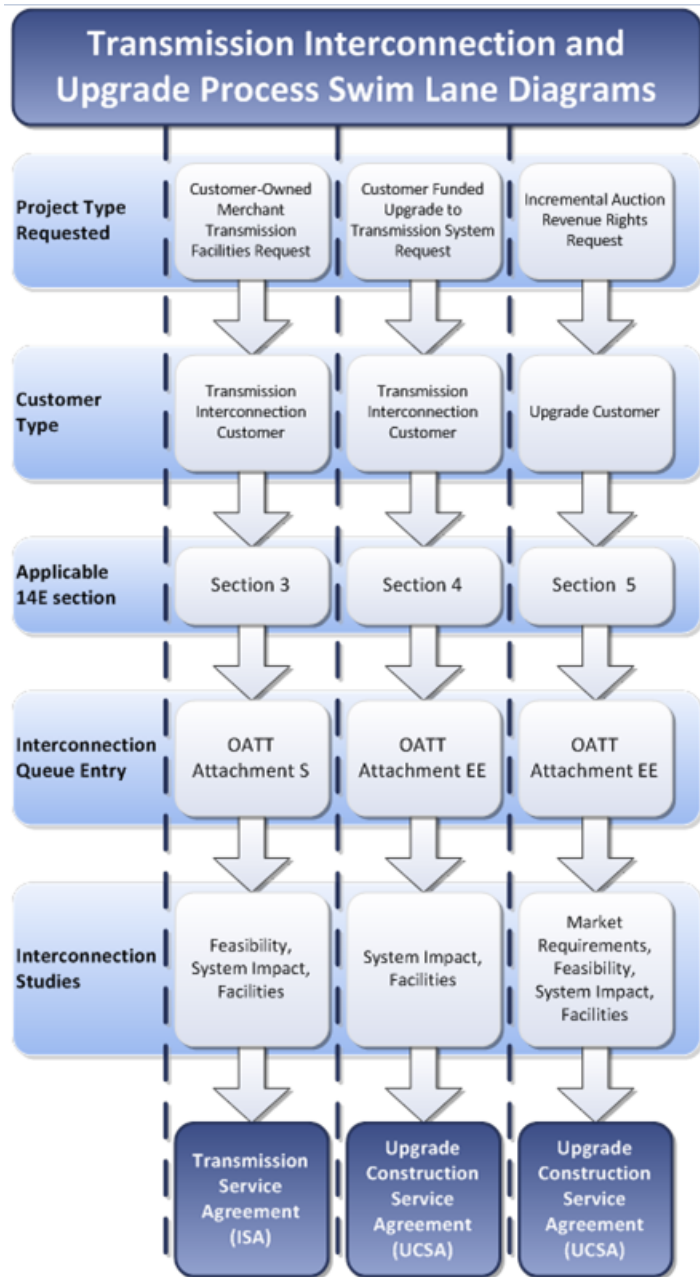 Transmission Interconnection and
Upgrade Process Swim Lane Diagrams
Project Type
Requested
Customer-Owned
Merchant
Transmission
Facilities Request
Customer Funded
Upgrade to
Transmission System
Request
Incremental Auction
Revenue Rights
Request
Customer
Type
Transmission
Interconnection
Customer
Transmission
Interconnection
Customer
Upgrade Customer
Applicable
14E section
Section 3
Section 4
Section 5
Interconnection
Queue Entry
OATT
Attachment S
OATT
Attachment EE
OATT
Attachment EE
Interconnection
Studies
Feasibility,
System Impact,
Facilities
System Impact,
Facilities
Market
Requirements,
Feasibility,
System Impact,
Facilities
Transmission
Service
Agreement
(ISA)
Upgrade
Construction
Service
Agreement
(UCSA)
Upgrade
Construction
Service
Agreement
(UCSA)